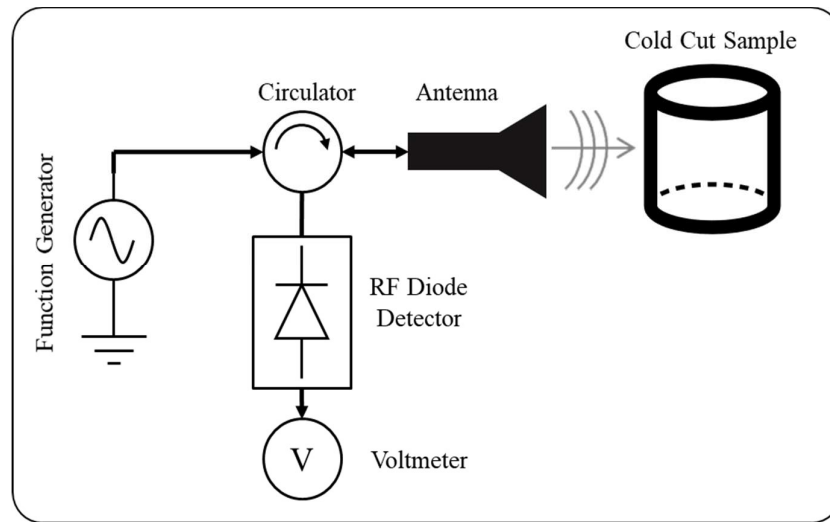 Cold Cut Sample
Circulator
Antenna
Function Generator
RF Diode
Detector
V
Voltmeter